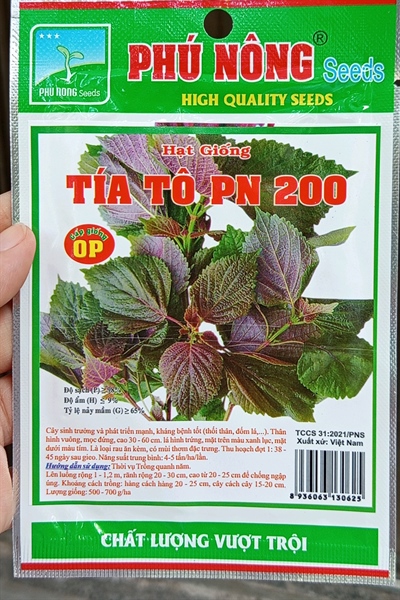 PHÚ NÔNG®
Seeds
PHÚ NÔNG Seeds
HIGH QUALITY SEEDS
Hạt Giống
TÍA TÔ PN 200
Cấp giống
OP
Độ sạch (P) ≥
Độ ẩm (H) ≤ 9%
Tỷ lệ nảy mầm (G) ≥ 65%
Cây sinh trưởng và phát triển mạnh, kháng bệnh tốt (thối thân, đốm lá,...). Thân
hình vuông, mọc đứng, cao 30 - 60 cm. lá hình trứng, mặt trên màu xanh lục, mặt
dưới màu tím. Là loại rau ăn kèm, có mùi thơm đặc trưng. Thu hoạch đợt 1: 38 -
45 ngày sau gieo. Năng suất trung bình: 4-5 tấn/ha/lần.
Hướng dẫn sử dụng: Thời vụ Trồng quanh năm.
Lên luống rộng 1 - 1,2 m, rãnh rộng 20 - 30 cm, cao từ 20 - 25 cm để chống ngập
úng. Khoảng cách trồng: hàng cách hàng 20 - 25 cm, cây cách cây 15-20 cm.
Lượng giống: 500 - 700 g/ha
TCCS 31:2021/PNS
Xuất xứ: Việt Nam
8 936063 130623
CHẤT LƯỢNG VƯỢT TRỘI